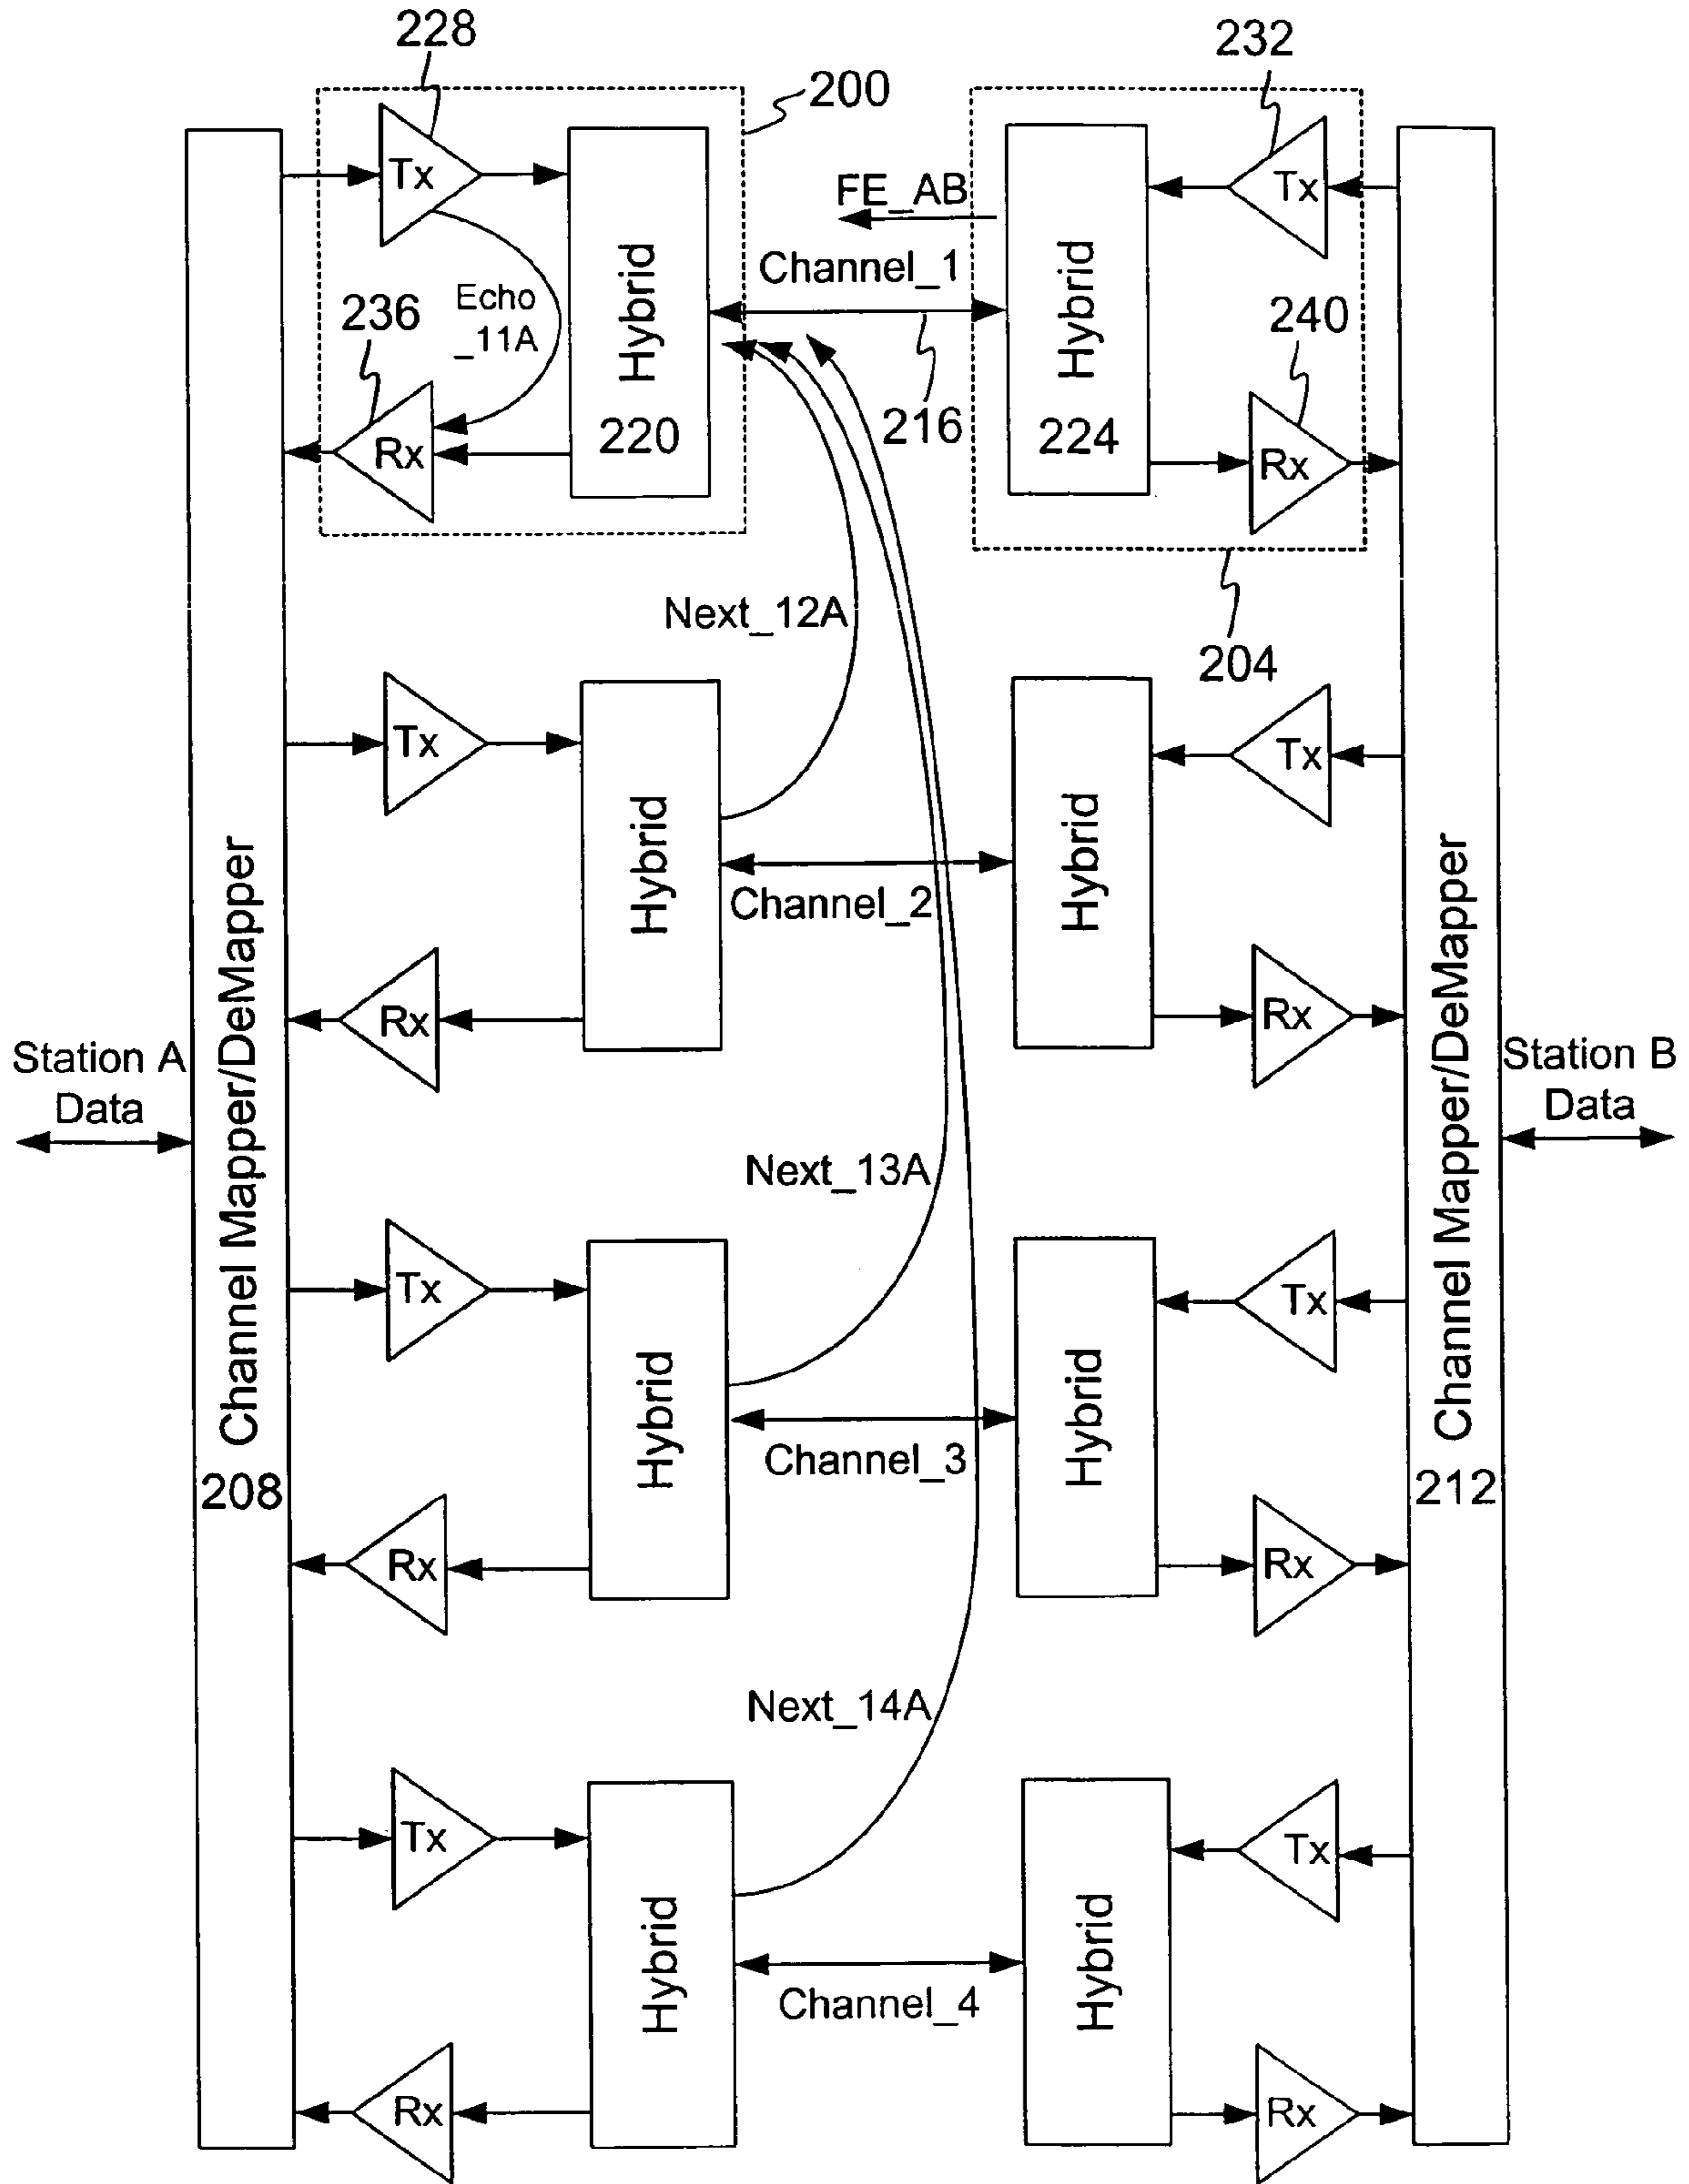 228
232
200
Tx
Tx
FE_AB
Hybrid
Hybrid
Channel_1
Echo
_11A
236
240
216
220
224
Rx
Rx
Next_12A
204
Tx
Tx
Hybrid
Hybrid
Channel_2
Rx
Rx
Station A
Data
Channel Mapper/DeMapper
208
Station B
Data
Channel Mapper/DeMapper
212
Next_13A
Tx
Tx
Hybrid
Hybrid
Channel_3
Rx
Rx
Next_14A
Tx
Tx
Hybrid
Hybrid
Channel_4
Rx
Rx